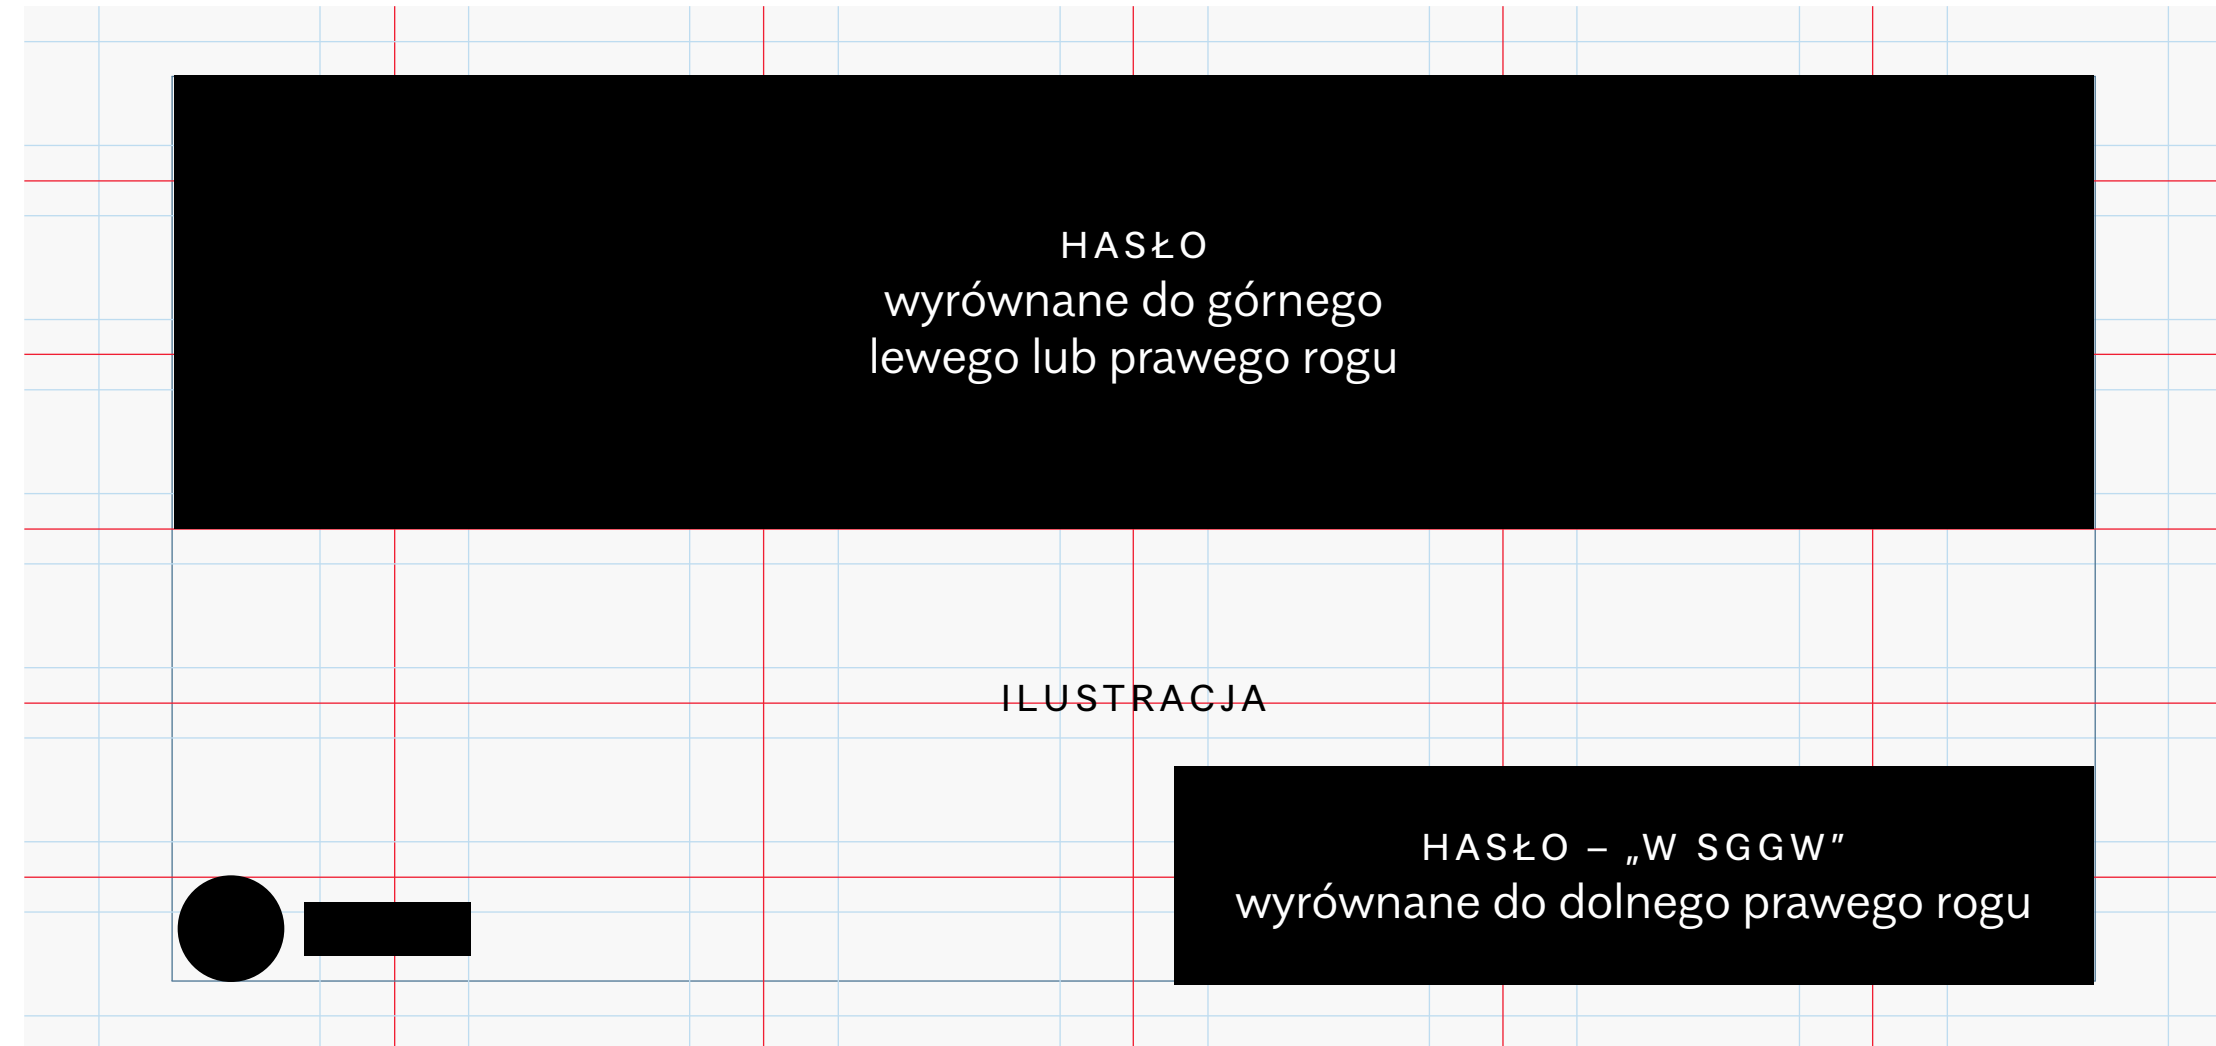 HASŁO
wyrównane do górnego
lewego lub prawego rogu
ILUSTRACJA
HASŁO – „W SGGW”
wyrównane do dolnego prawego rogu